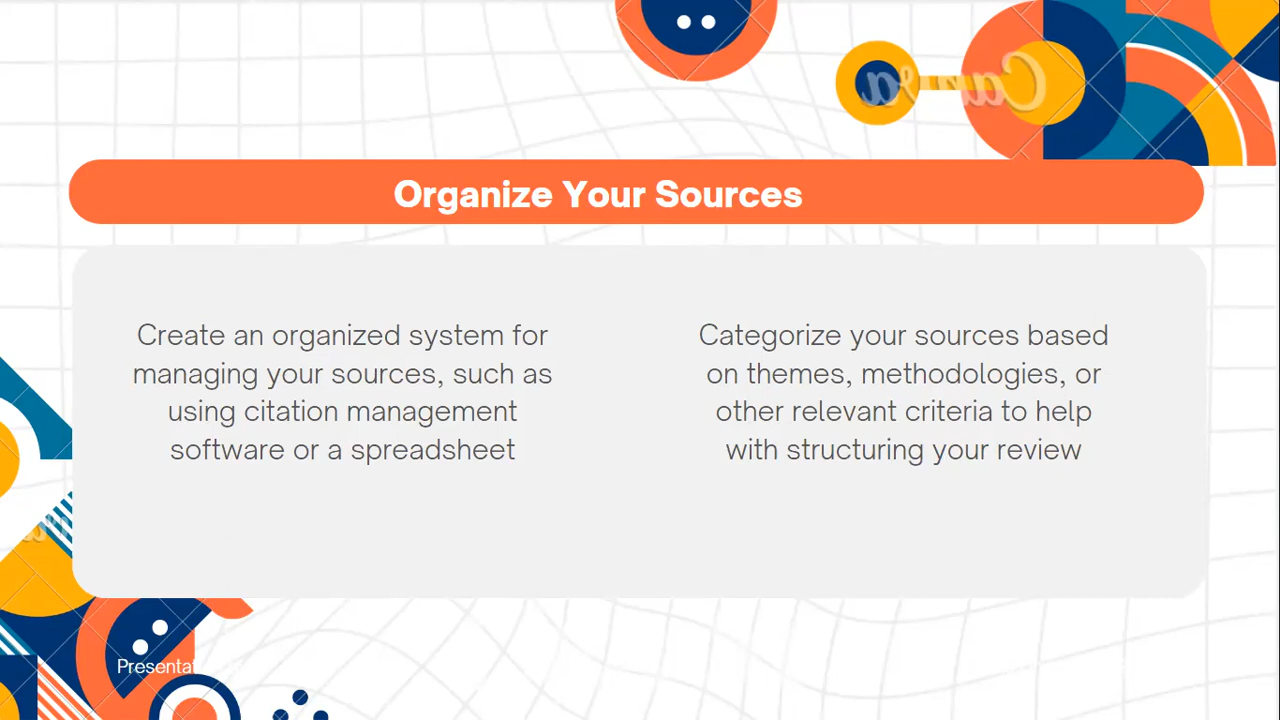 Canva
Organize Your Sources
Create an organized system for
managing your sources, such as
using citation management
software or a spreadsheet
Categorize your sources based
on themes, methodologies, or
other relevant criteria to help
with structuring your review